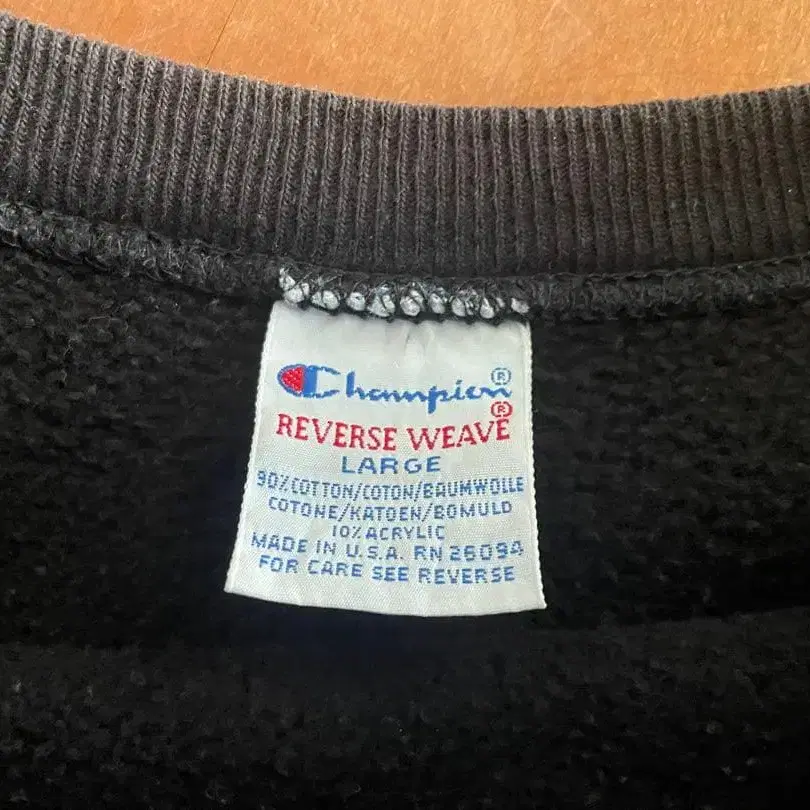 Champion®
REVERSE WEAVE®
LARGE
90% COTTON/COTON/BAUMWOLLE
COTONE/KATOEN/BOMULD
10% ACRYLIC
MADE IN U.S.A. RN 26094
FOR CARE SEE REVERSE